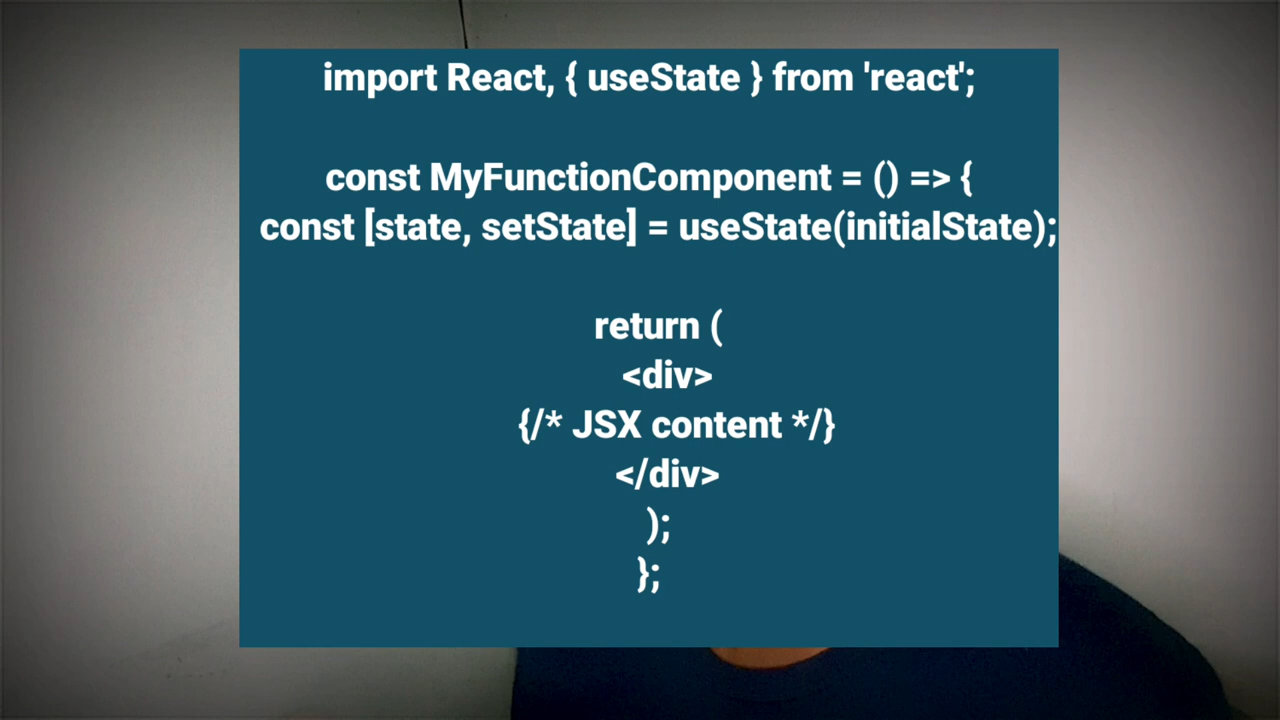 import React, { useState } from 'react';
const MyFunctionComponent = () => {
const [state, setState] = useState(initialState);
return (
<div>
{/* JSX content */}
</div>
);
};